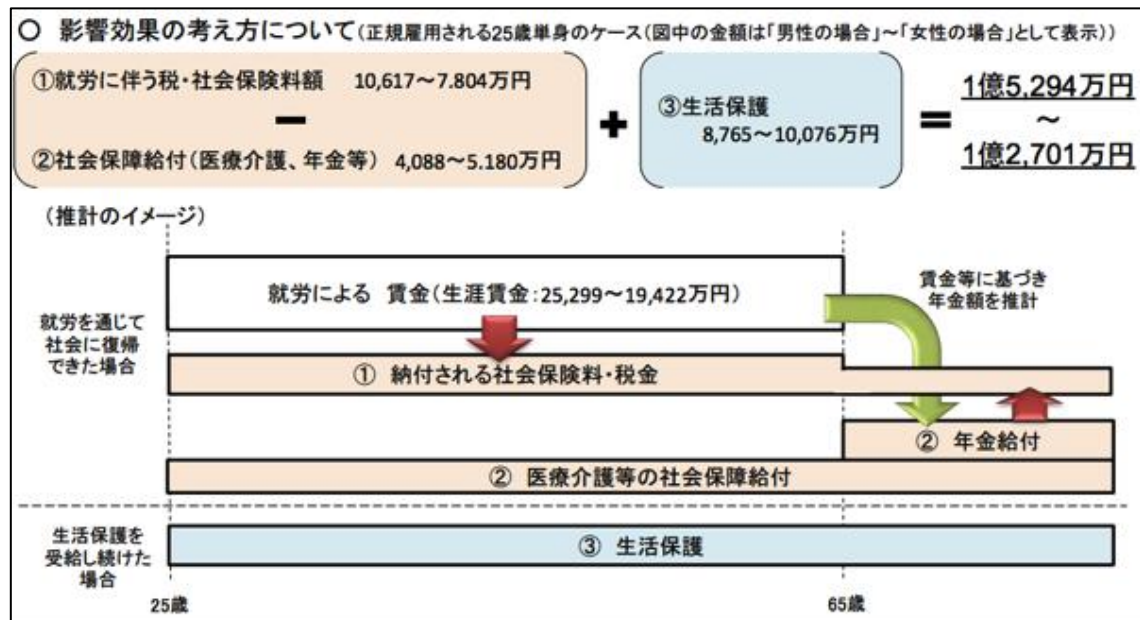 ○ 影響効果の考え方について(正規雇用される25歳単身のケース(図中の金額は「男性の場合」~「女性の場合」として表示))
①就労に伴う税・社会保険料額 10,617~7.804万円
−
②社会保障給付(医療介護、年金等) 4,088~5.180万円
+
③生活保護
8,765~10,076万円
=
1億5,294万円
~
1億2,701万円
(推計のイメージ)
就労を通じて
社会に復帰
できた場合
就労による 賃金(生涯賃金:25,299~19,422万円)
賃金等に基づき
年金額を推計
① 納付される社会保険料・税金
② 年金給付
② 医療介護等の社会保障給付
生活保護を
受給し続けた
場合
③ 生活保護
25歳
65歳